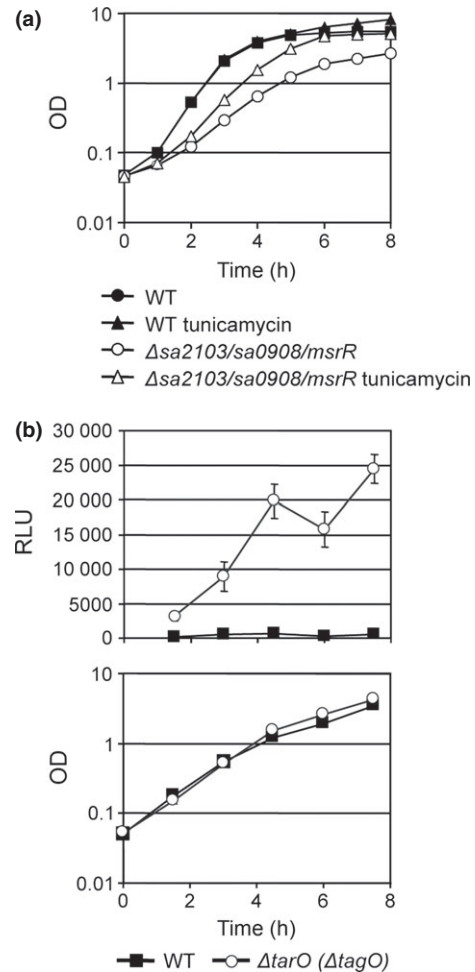 (a)
10
1
0.1
0.01
OD
0 2 4 6 8
Time (h)
WT
WT tunicamycin
Δsa2103/sa0908/msrR
Δsa2103/sa0908/msrR tunicamycin
(b)
30 000
25 000
20 000
15 000
10 000
5000
0
RLU
10
1
0.1
0.01
OD
0 2 4 6 8
Time (h)
WT ΔtarO (ΔtagO)